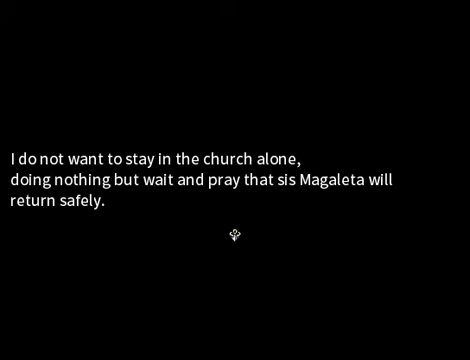 I do not want to stay in the church alone,
doing nothing but wait and pray that sis Magaleta will
return safely.